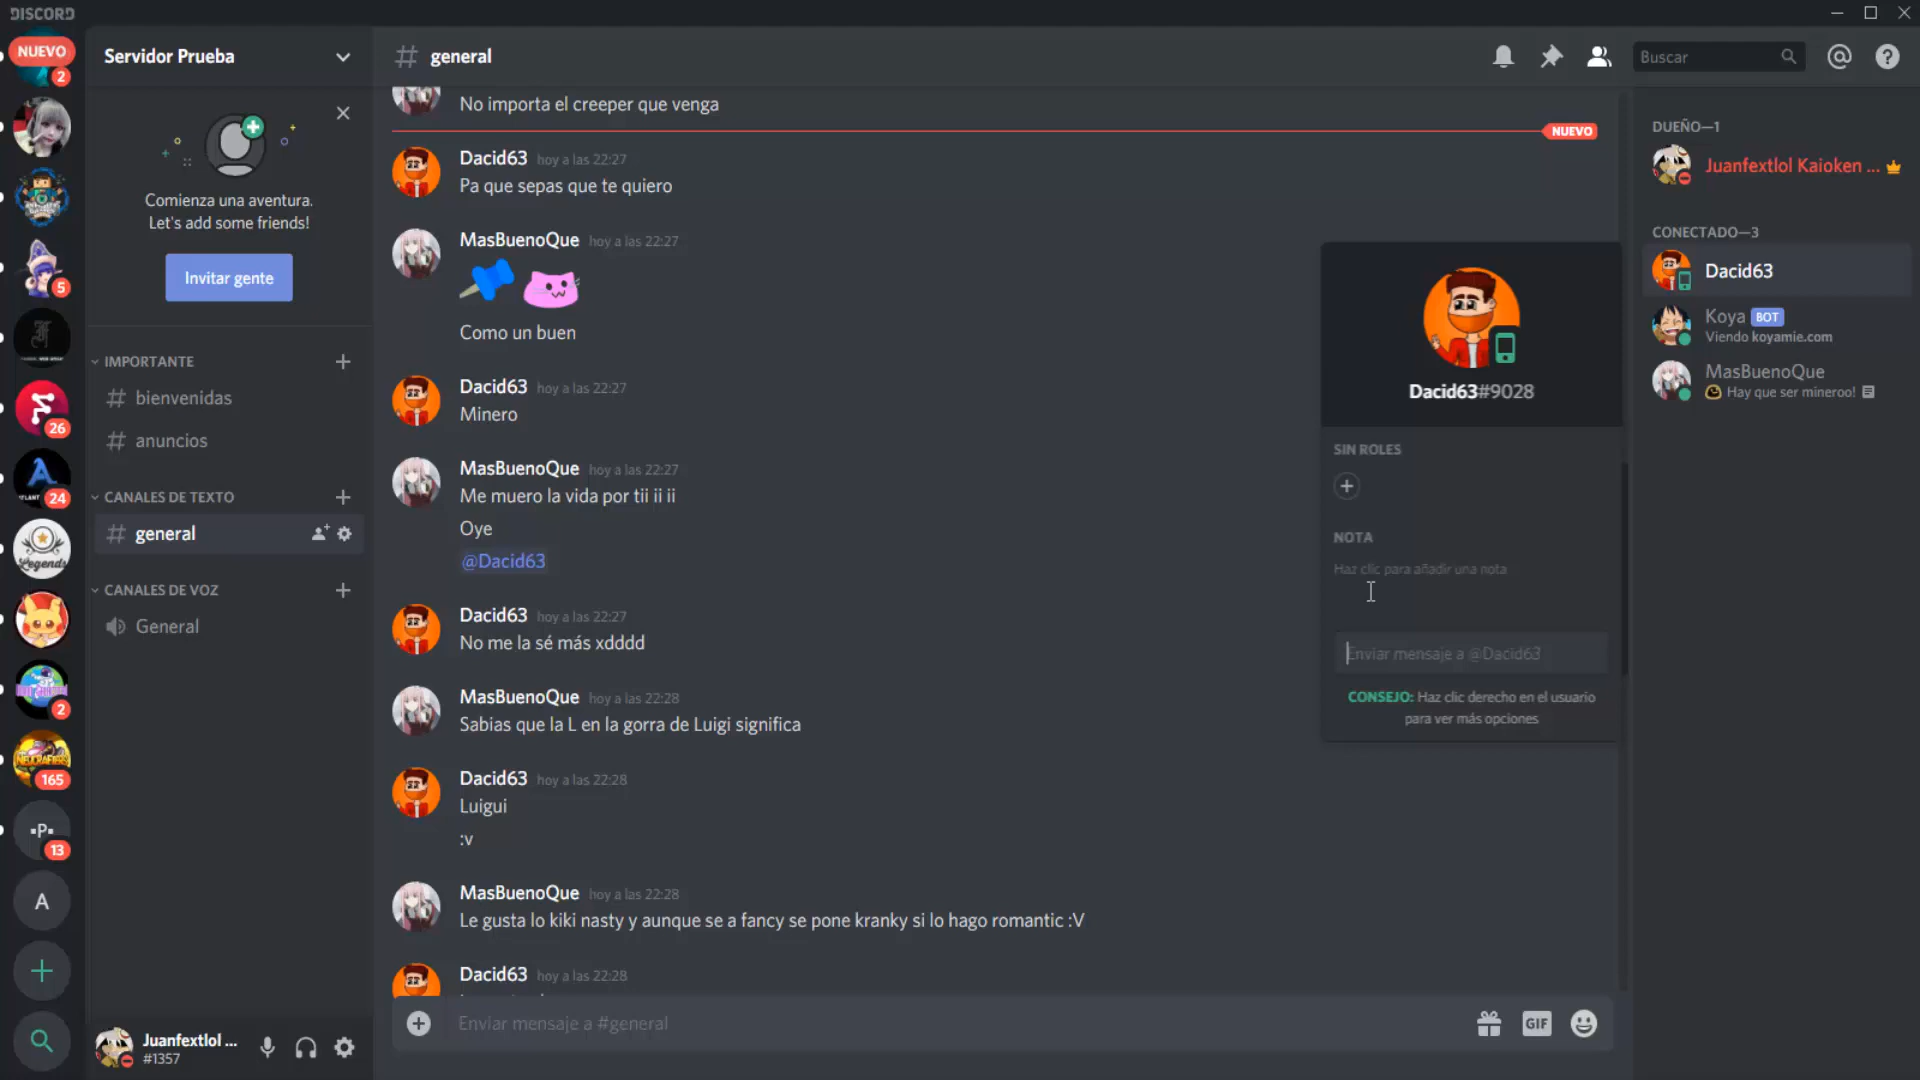 DISCORD
NUEVO
2
5
26
24
Legends
2
165
▪P▪
13
A
Servidor Prueba
Comienza una aventura.
Let's add some friends!
Invitar gente
IMPORTANTE
bienvenidas
anuncios
CANALES DE TEXTO
general
CANALES DE VOZ
General
Juanfextlol ...
#1357
general
Buscar
No importa el creeper que venga
NUEVO
Dacid63 hoy a las 22:27
Pa que sepas que te quiero
MasBuenoQue hoy a las 22:27
Como un buen
Dacid63 hoy a las 22:27
Minero
MasBuenoQue hoy a las 22:27
Me muero la vida por tii ii ii
Oye
@Dacid63
Dacid63 hoy a las 22:27
No me la sé más xdddd
MasBuenoQue hoy a las 22:28
Sabias que la L en la gorra de Luigi significa
Dacid63 hoy a las 22:28
Luigui
:v
MasBuenoQue hoy a las 22:28
Le gusta lo kiki nasty y aunque se a fancy se pone kranky si lo hago romantic :V
Dacid63 hoy a las 22:28
Enviar mensaje a #general
GIF
Dacid63#9028
SIN ROLES
NOTA
Haz clic para añadir una nota
Enviar mensaje a @Dacid63
CONSEJO: Haz clic derecho en el usuario
para ver más opciones
DUEÑO—1
Juanfextlol Kaioken ...
CONECTADO—3
Dacid63
Koya BOT
Viendo koyamie.com
MasBuenoQue
Hay que ser mineroo!